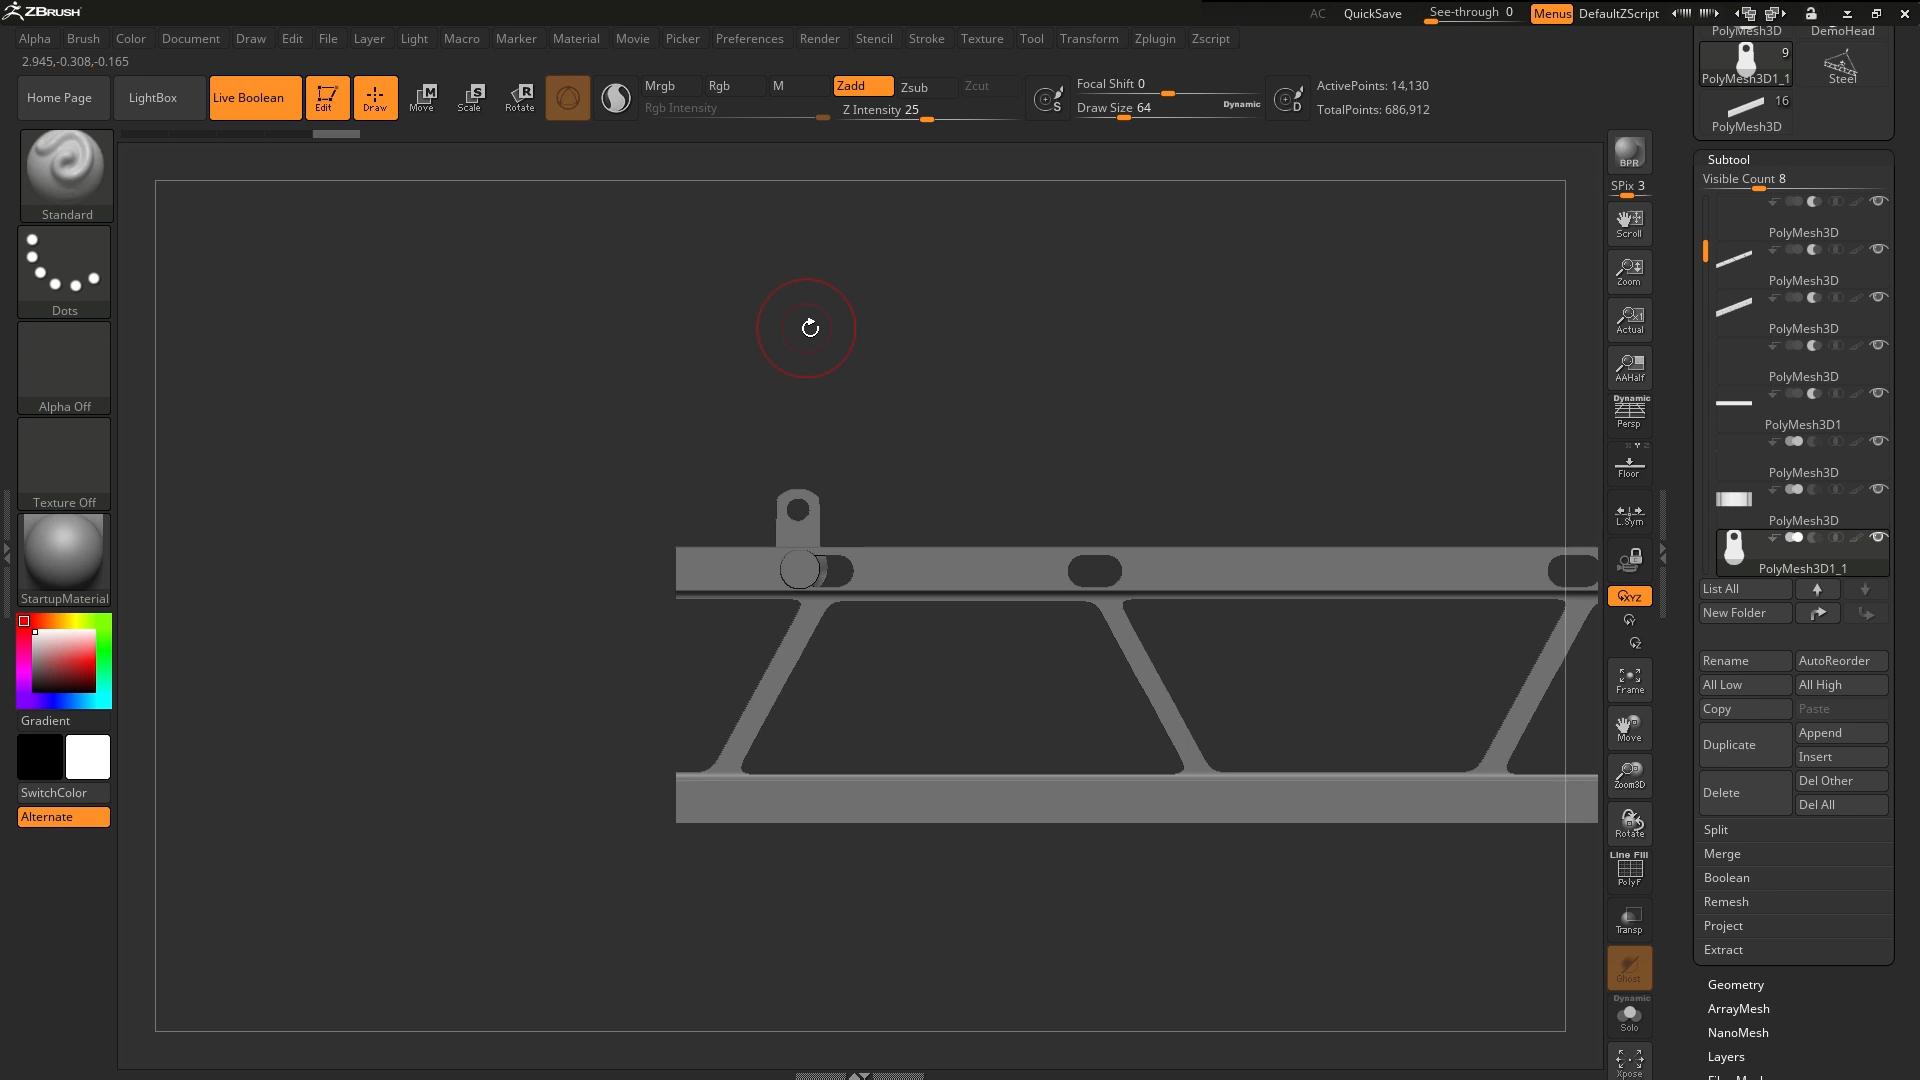 ZBRUSH
AC QuickSave See-through 0 Menus DefaultZScript
Alpha Brush Color Document Draw Edit File Layer Light Macro Marker Material Movie Picker Preferences Render Stencil Stroke Texture Tool Transform Zplugin Zscript
2.945,-0.308,-0.165
Home Page LightBox Live Boolean Edit Draw Move Scale Rotate
Mrgb Rgb M Zadd Zsub Zcut
Rgb Intensity Z Intensity 25
Focal Shift 0
Draw Size 64 Dynamic
ActivePoints: 14,130
TotalPoints: 686,912
Standard
Dots
Alpha Off
Texture Off
StartupMaterial
Gradient
SwitchColor
Alternate
BPR
SPix 3
Scroll
Zoom
Actual
AAHalf
Dynamic
Persp
Floor
L.Sym
XYZ
Frame
Move
Zoom3D
Rotate
Line Fill
PolyF
Transp
Ghost
Dynamic
Solo
Xpose
PolyMesh3D DemoHead
9
PolyMesh3D1_1 Steel
16
PolyMesh3D
Subtool
Visible Count 8
PolyMesh3D
PolyMesh3D
PolyMesh3D
PolyMesh3D
PolyMesh3D1
PolyMesh3D
PolyMesh3D
PolyMesh3D1_1
List All
New Folder
Rename AutoReorder
All Low All High
Copy Paste
Duplicate Append
Insert
Delete Del Other
Del All
Split
Merge
Boolean
Remesh
Project
Extract
Geometry
ArrayMesh
NanoMesh
Layers